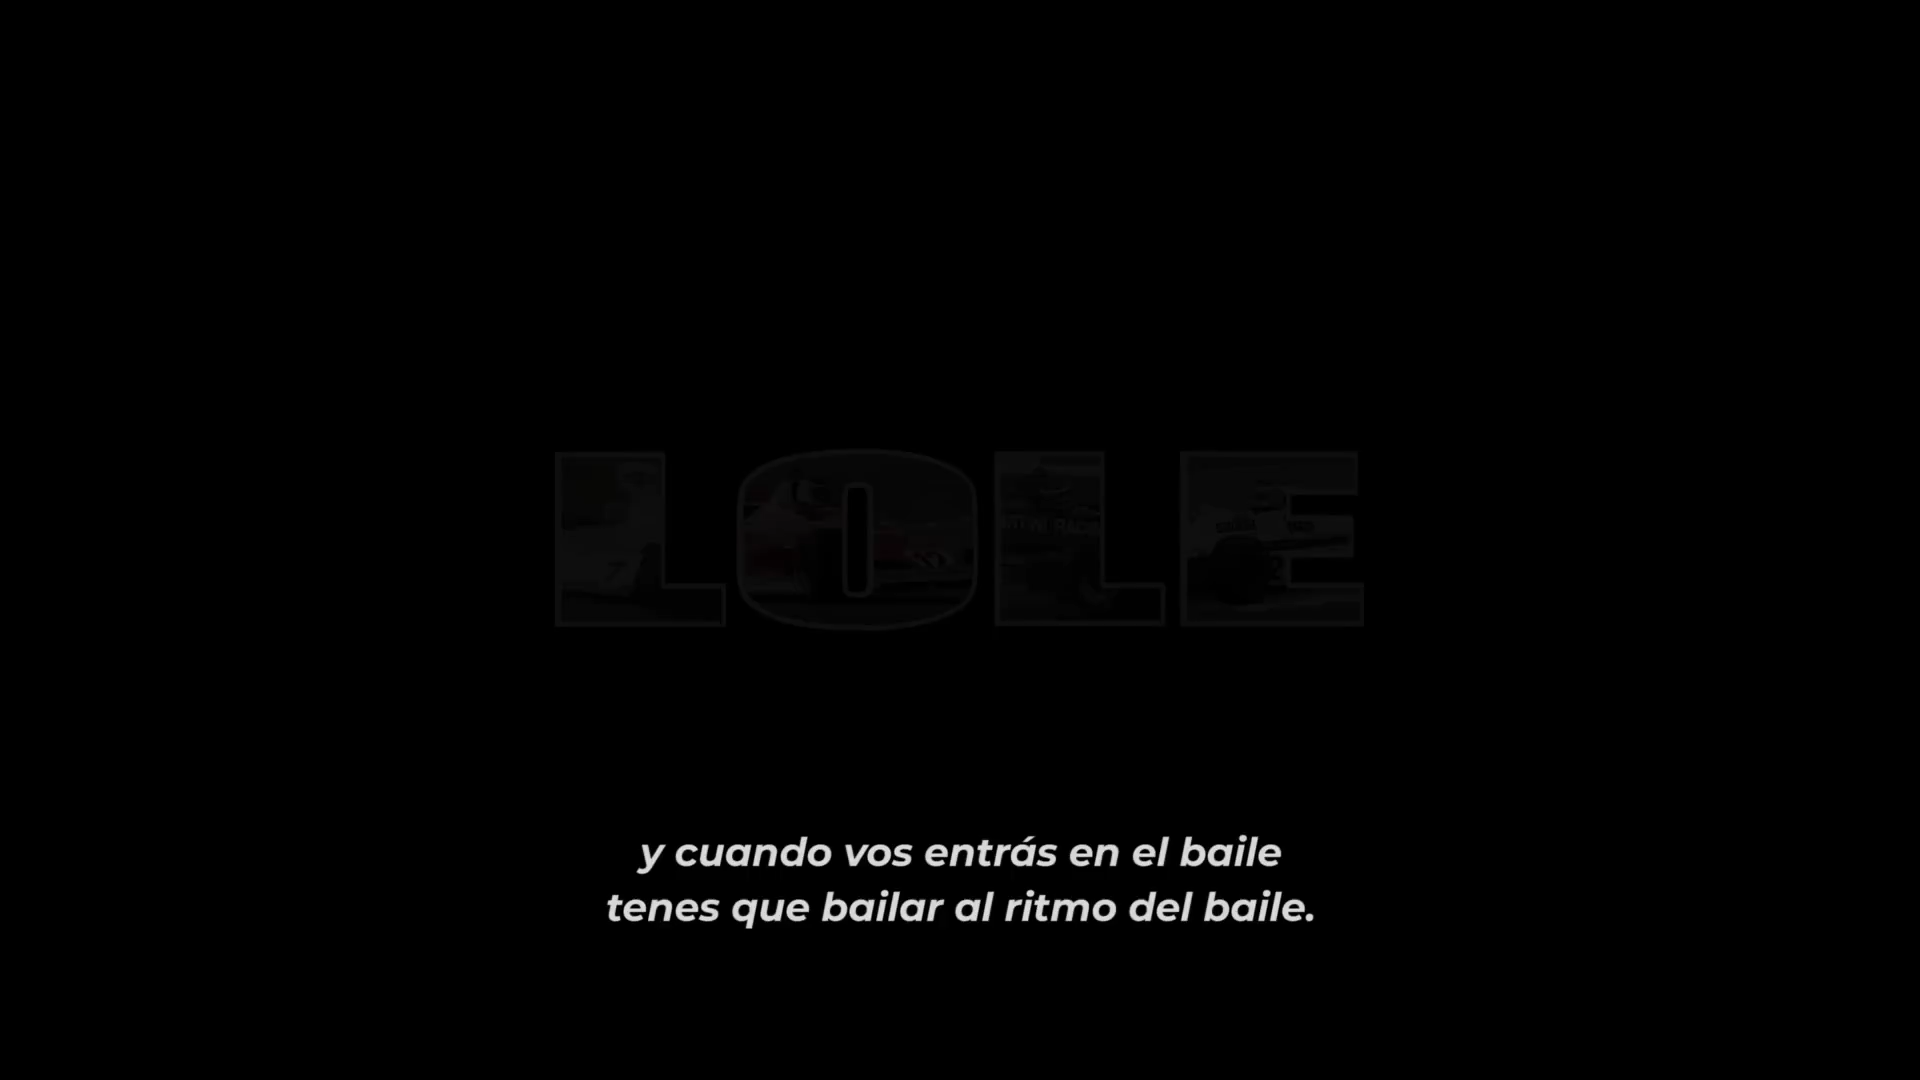 LOLE
y cuando vos entrás en el baile
tenes que bailar al ritmo del baile.